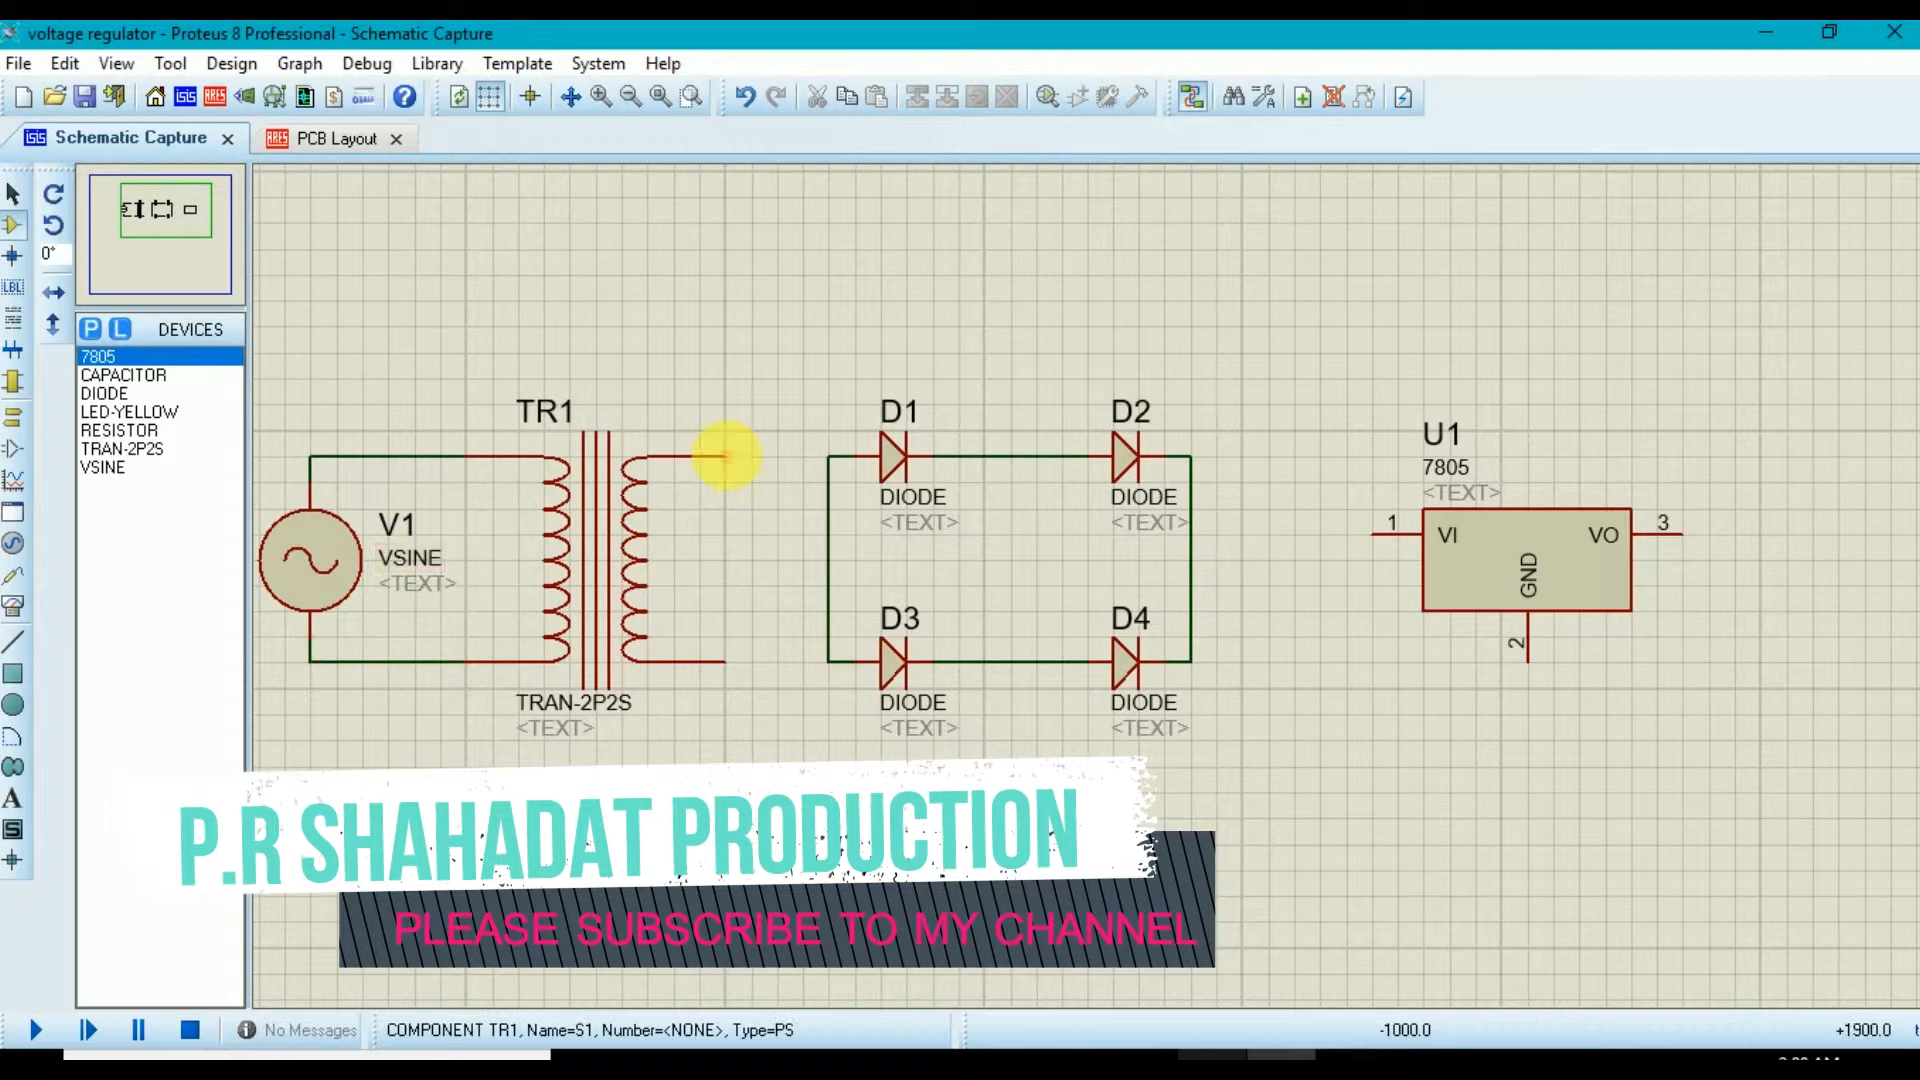 voltage regulator - Proteus 8 Professional - Schematic Capture
File Edit View Tool Design Graph Debug Library Template System Help
Schematic Capture
PCB Layout
0°
LBL
P L DEVICES
7805
CAPACITOR
DIODE
LED-YELLOW
RESISTOR
TRAN-2P2S
VSINE
TR1
TRAN-2P2S
<TEXT>
V1
VSINE
<TEXT>
D1
DIODE
<TEXT>
D2
DIODE
<TEXT>
D3
DIODE
<TEXT>
D4
DIODE
<TEXT>
U1
7805
<TEXT>
1 VI VO 3
GND
2
P.R SHAHADAT PRODUCTION
PLEASE SUBSCRIBE TO MY CHANNEL
No Messages
COMPONENT TR1, Name=S1, Number=<NONE>, Type=PS
-1000.0
+1900.0